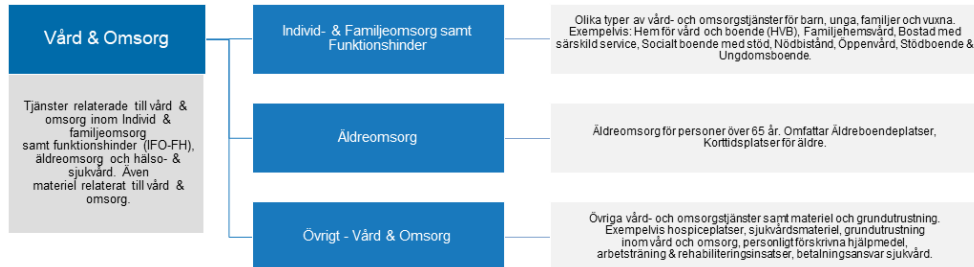 Vård & Omsorg
Tjänster relaterade till vård &
omsorg inom Individ &
familjeomsorg
samt funktionshinder (IFO-FH),
äldreomsorg och hälso- &
sjukvård. Även
materiel relaterat till vård &
omsorg.
Individ- & Familjeomsorg samt
Funktionshinder
Olika typer av vård- och omsorgstjänster för barn, unga, familjer och vuxna.
Exempelvis: Hem för vård och boende (HVB), Familjehemsvård, Bostad med
särskild service, Socialt boende med stöd, Nödbistånd, Öppenvård, Stödboende &
Ungdomsboende.
Äldreomsorg
Äldreomsorg för personer över 65 år. Omfattar Äldreboendeplatser,
Korttidsplatser för äldre.
Övrigt - Vård & Omsorg
Övriga vård- och omsorgstjänster samt materiel och grundutrustning.
Exempelvis hospiceplatser, sjukvårdsmateriel, grundutrustning
inom vård och omsorg, personligt förskrivna hjälpmedel,
arbetsträning & rehabiliteringsinsatser, betalningsansvar sjukvård.